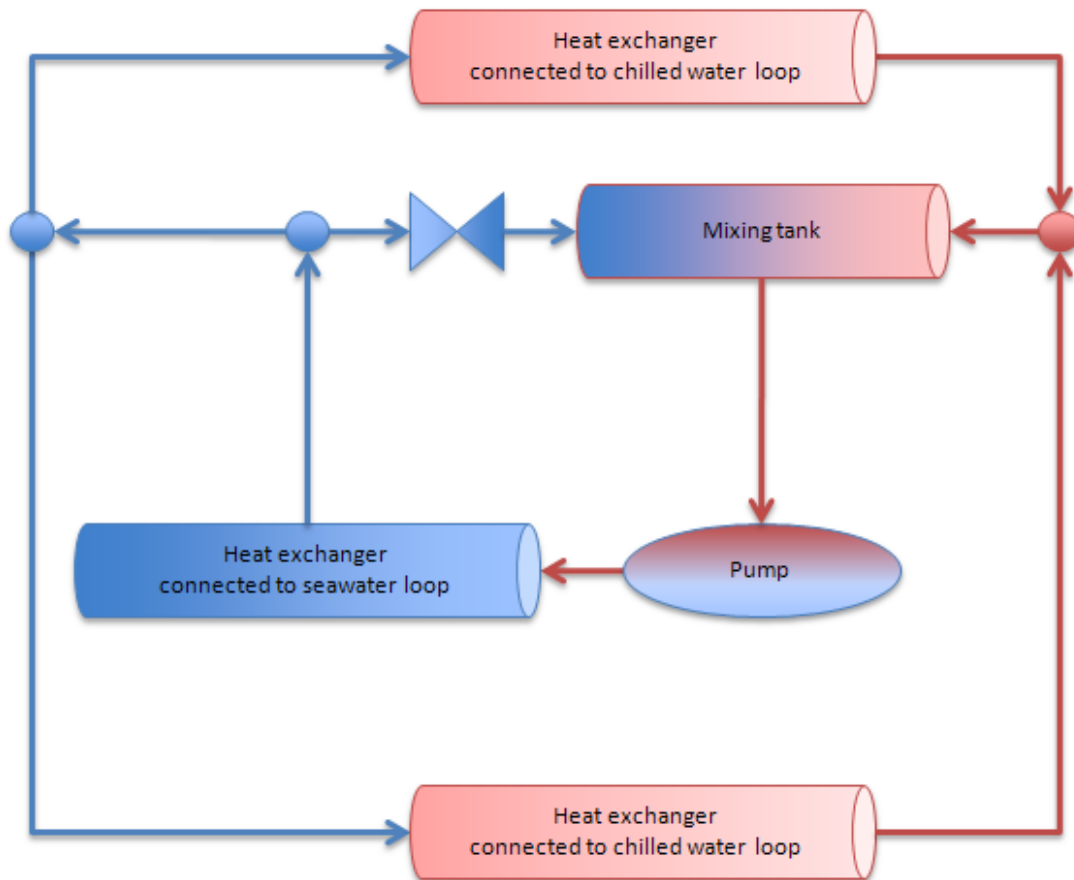 Heat exchanger
connected to chilled water loop
Mixing tank
Heat exchanger
connected to seawater loop
Pump
Heat exchanger
connected to chilled water loop